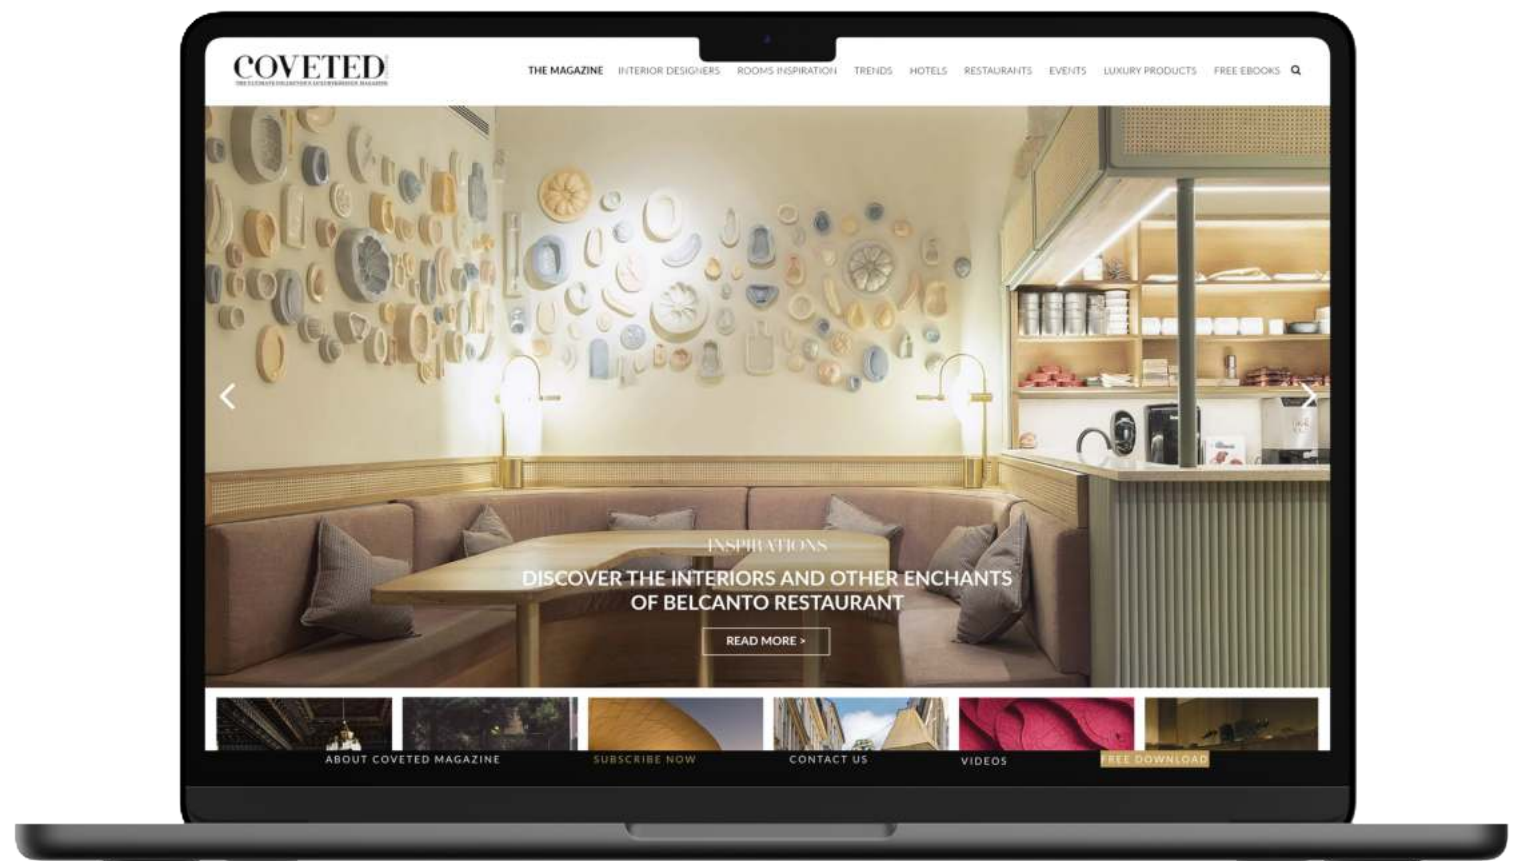 COVETED
THE MAGAZINE
INTERIOR DESIGNERS
ROOMS INSPIRATION
TRENDS
HOTELS
RESTAURANTS
EVENTS
LUXURY PRODUCTS
FREE EBOOKS
INSPIRATIONS
DISCOVER THE INTERIORS AND OTHER ENCHANTS
OF BELCANTO RESTAURANT
READ MORE >
ABOUT COVETED MAGAZINE
SUBSCRIBE NOW
CONTACT US
VIDEOS
FREE DOWNLOAD